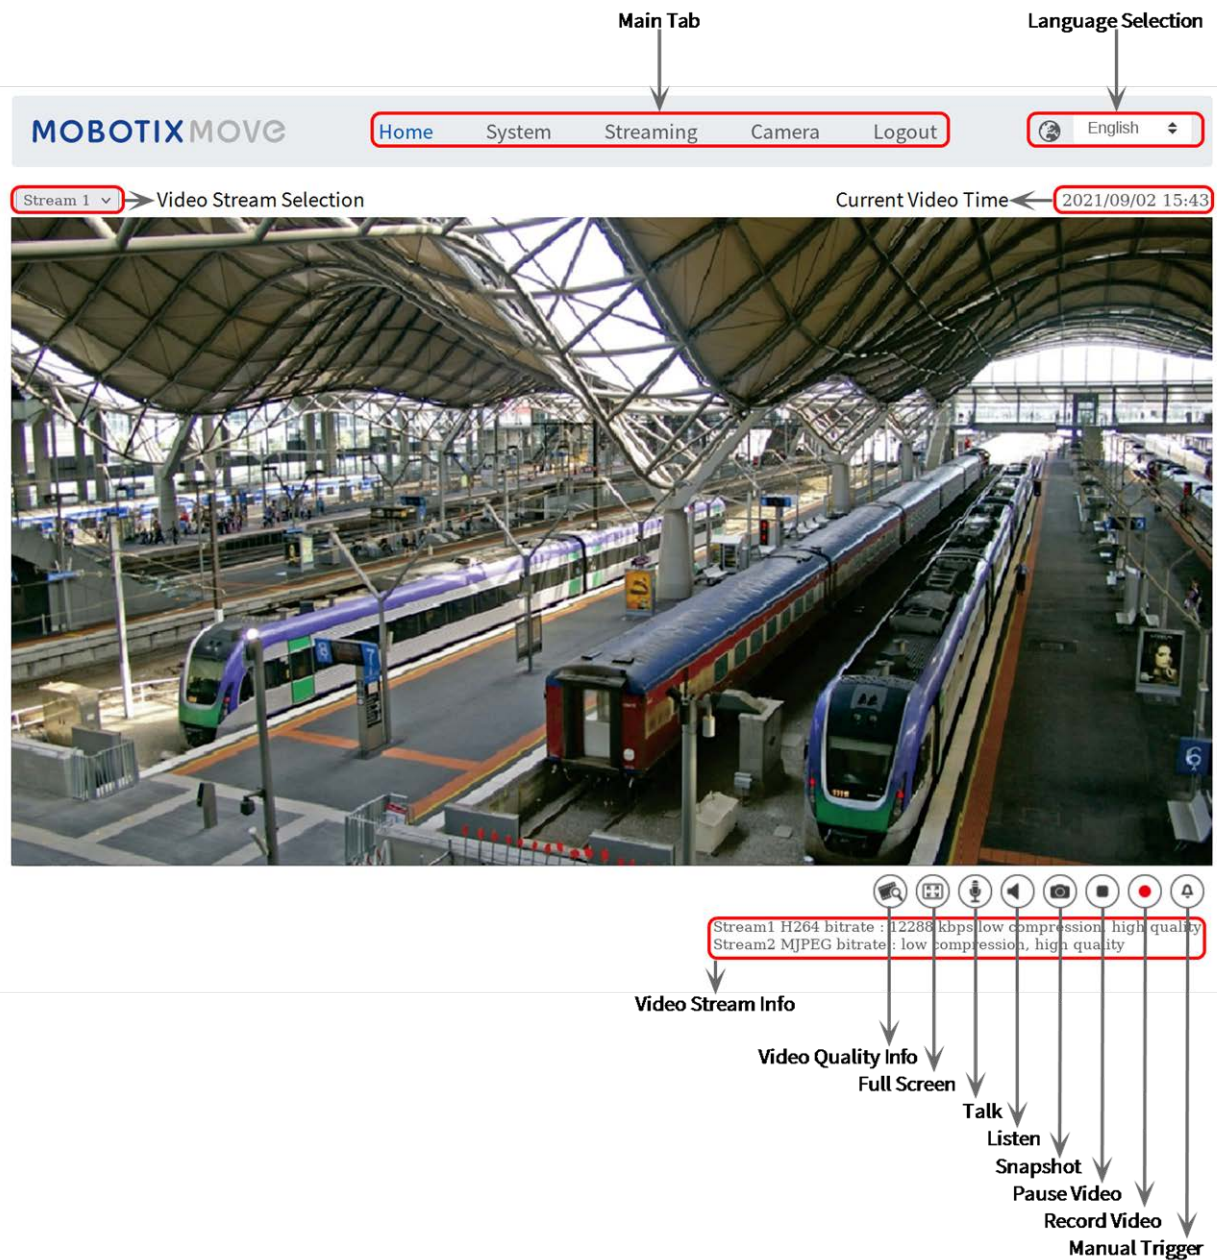 Main Tab
Language Selection
MOBOTIX MOVE
Home System Streaming Camera Logout
English
Stream 1
Video Stream Selection
Current Video Time
2021/09/02 15:43
8
7
6
Stream1 H264 bitrate : 12288 kbps low compression, high quality
Stream2 MJPEG bitrate : low compression, high quality
Video Stream Info
Video Quality Info
Full Screen
Talk
Listen
Snapshot
Pause Video
Record Video
Manual Trigger